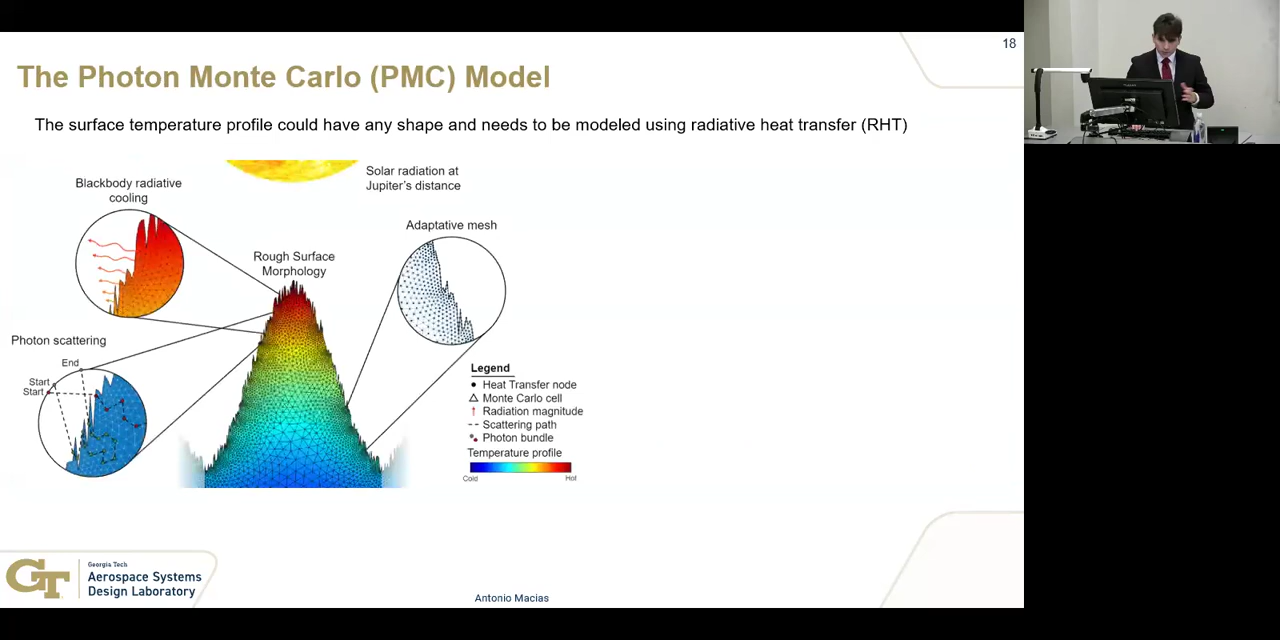 18
The Photon Monte Carlo (PMC) Model
The surface temperature profile could have any shape and needs to be modeled using radiative heat transfer (RHT)
Solar radiation at
Jupiter's distance
Blackbody radiative
cooling
Adaptative mesh
Rough Surface
Morphology
Photon scattering
End
Start
Start
Legend
Heat Transfer node
Monte Carlo cell
Radiation magnitude
Scattering path
Photon bundle
Temperature profile
Cold
Hot
GT
Georgia Tech
Aerospace Systems
Design Laboratory
Antonio Macias